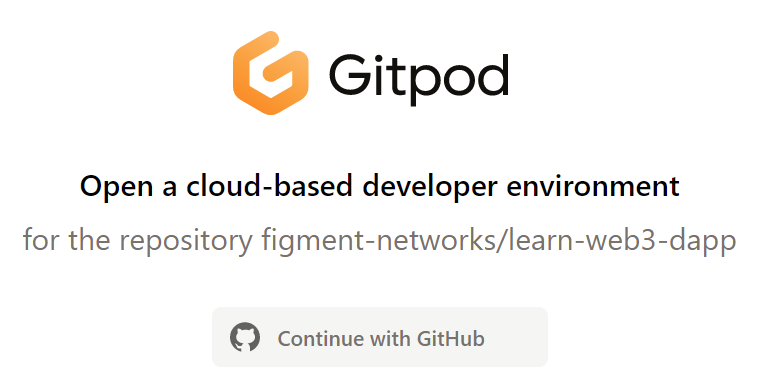 Gitpod
Open a cloud-based developer environment
for the repository figment-networks/learn-web3-dapp
Continue with GitHub